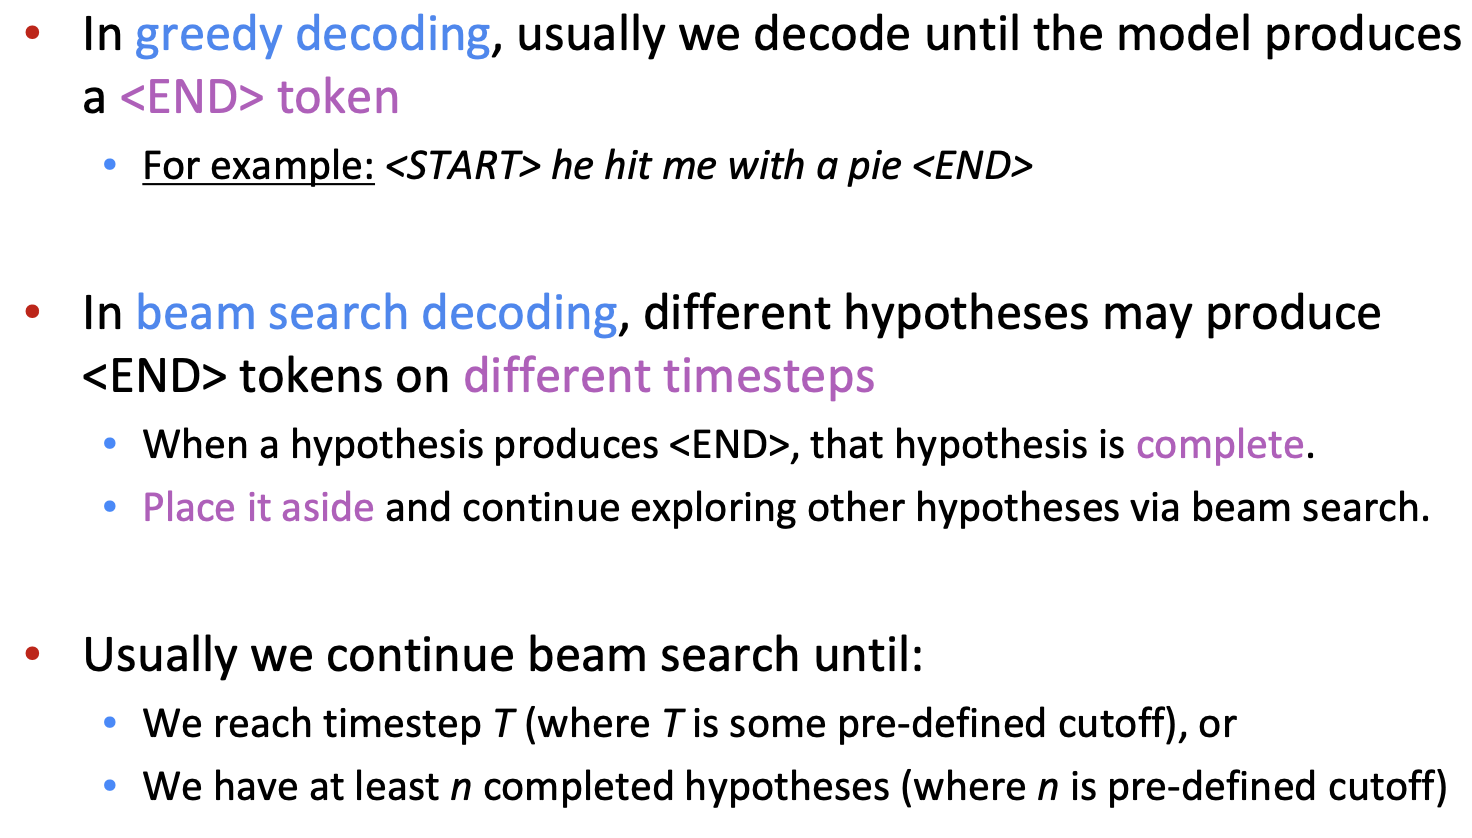 • In greedy decoding, usually we decode until the model produces
a <END> token
• For example: <START> he hit me with a pie <END>
• In beam search decoding, different hypotheses may produce
<END> tokens on different timesteps
• When a hypothesis produces <END>, that hypothesis is complete.
• Place it aside and continue exploring other hypotheses via beam search.
• Usually we continue beam search until:
• We reach timestep T (where T is some pre-defined cutoff), or
• We have at least n completed hypotheses (where n is pre-defined cutoff)